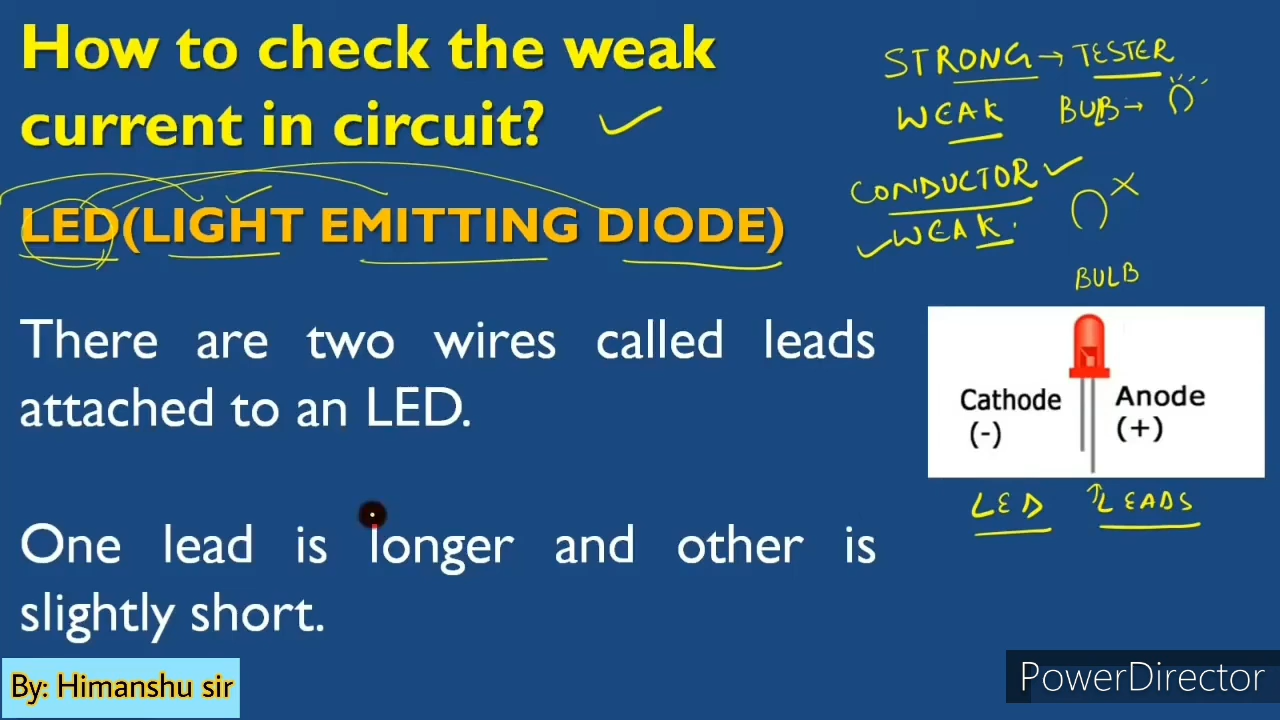 How to check the weak
current in circuit?
LED(LIGHT EMITTING DIODE)
There are two wires called leads
attached to an LED.
One lead is longer and other is
slightly short.
STRONG → TESTER
WEAK BULB →
CONDUCTOR
WEAK
BULB
Cathode
(-)
Anode
(+)
LED ↑LEADS
By: Himanshu sir
PowerDirector